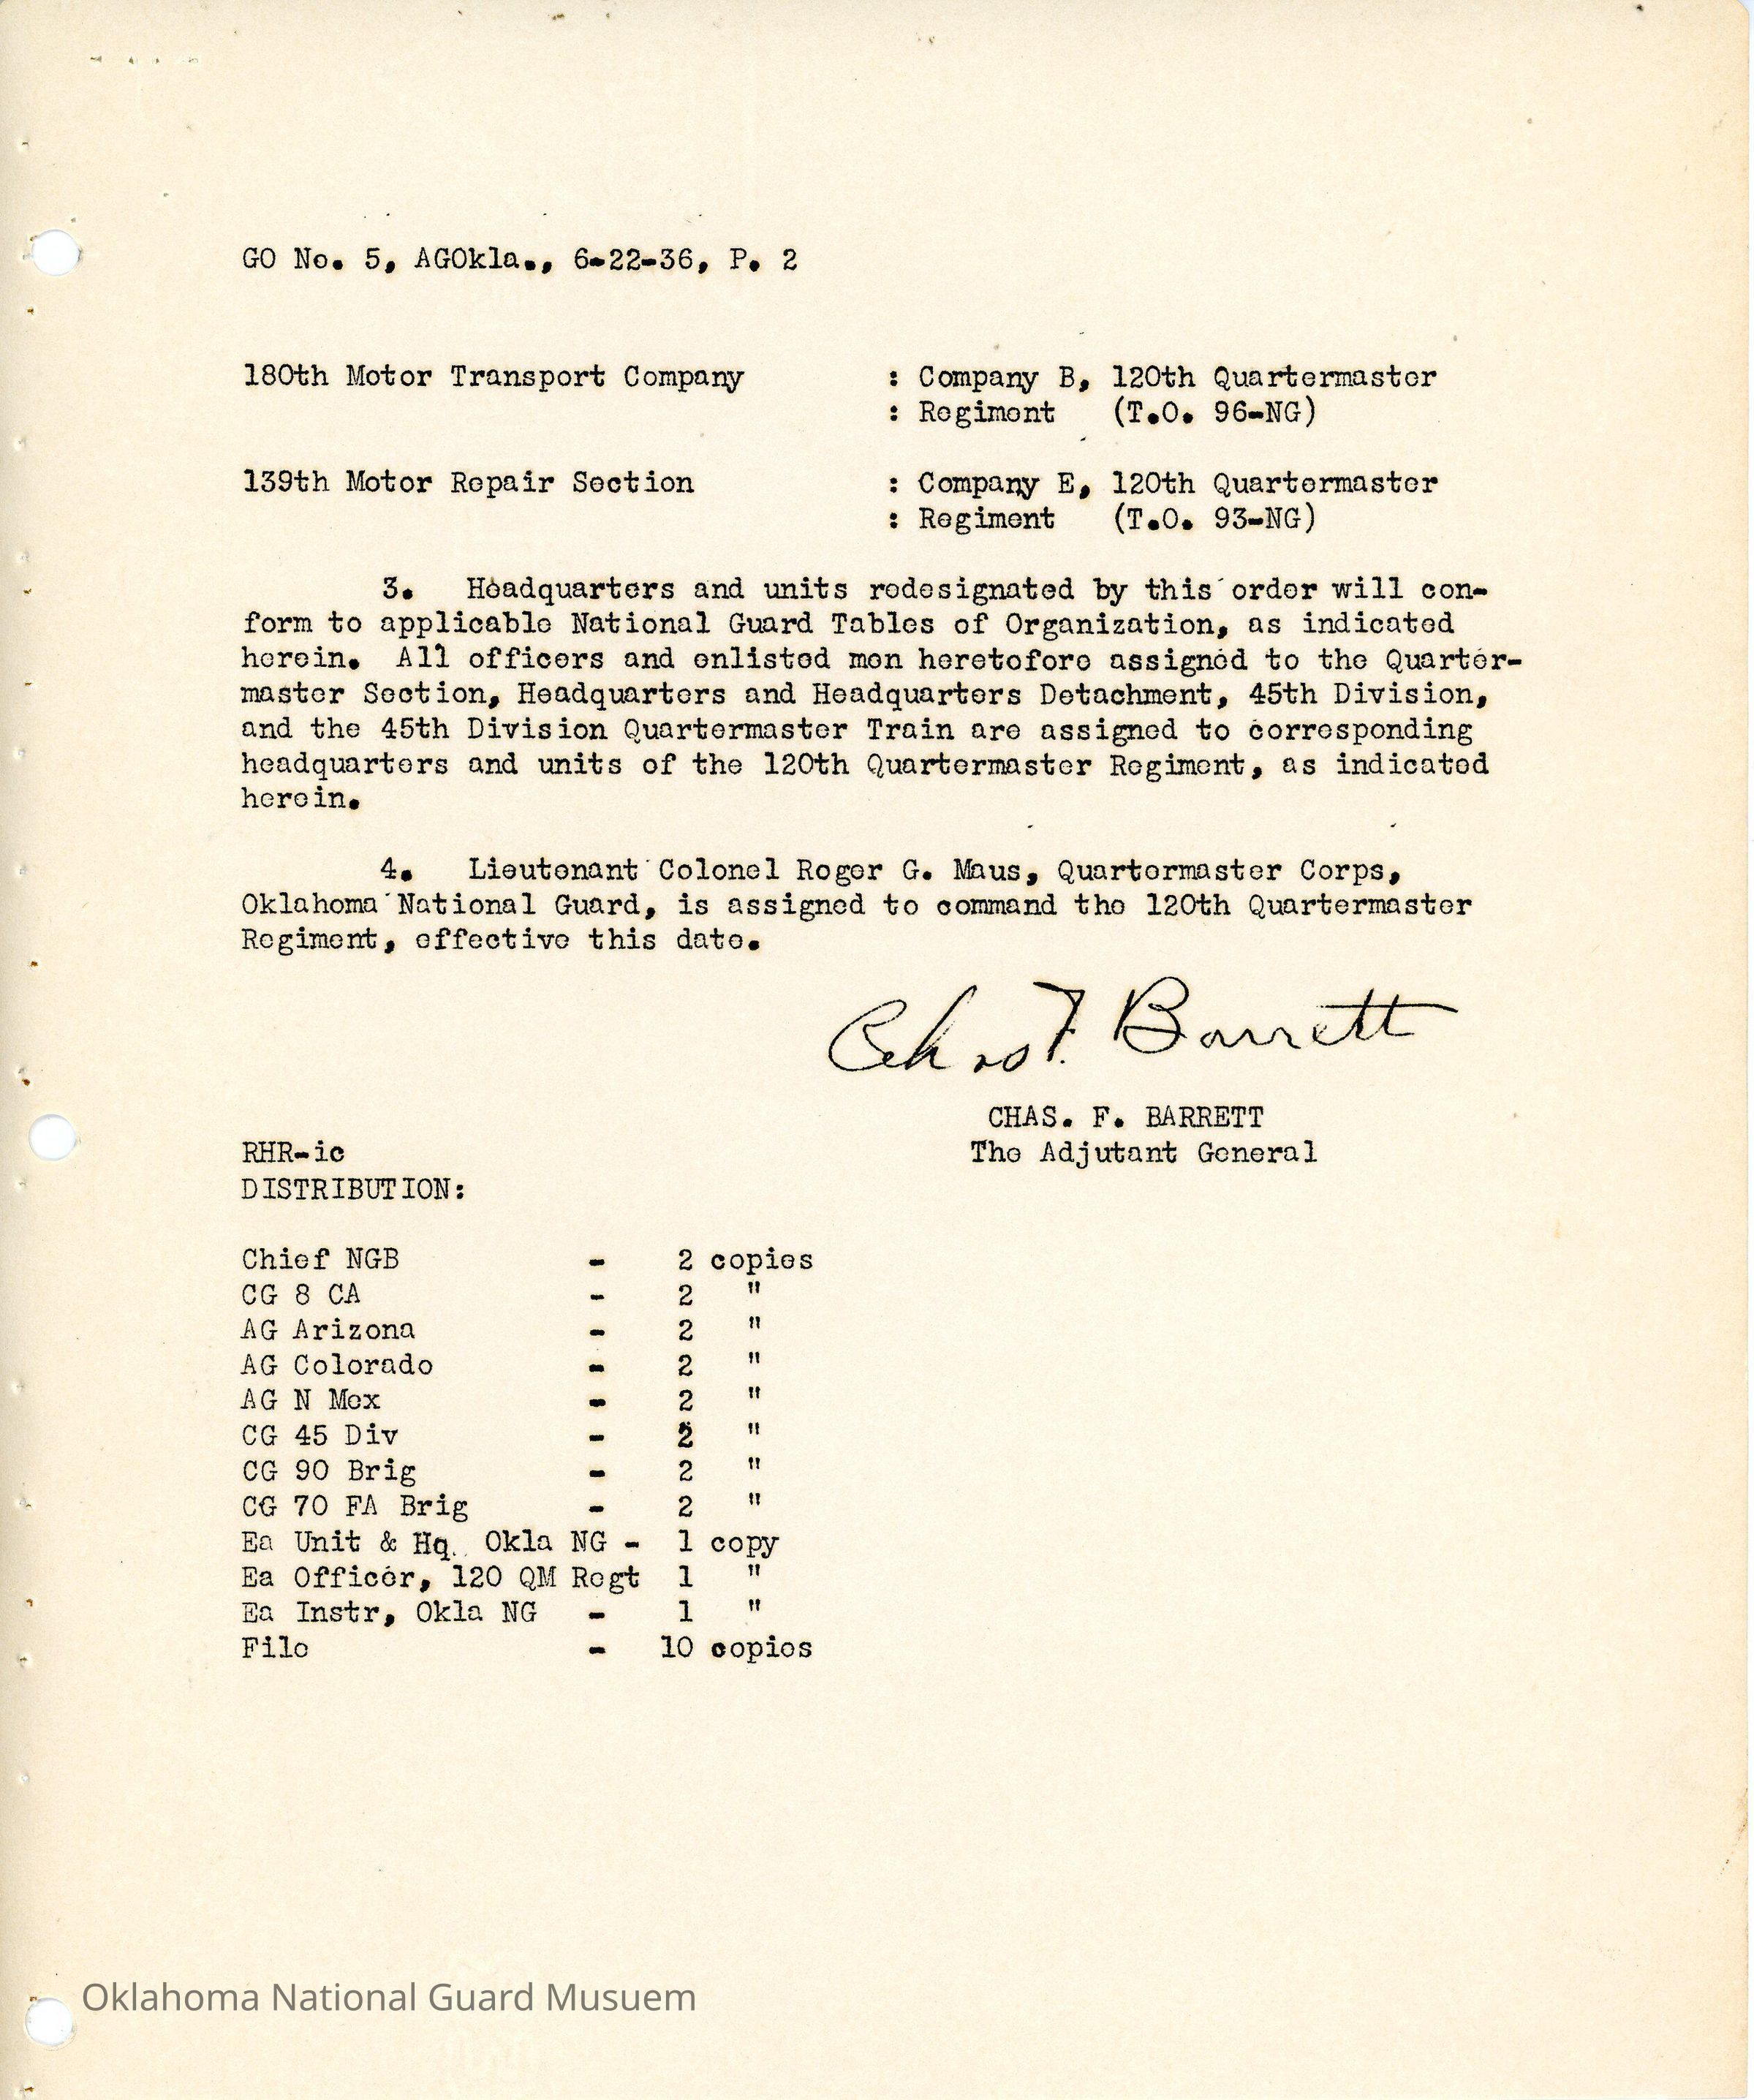 GO No. 5, AGOkla., 6-22-36, P. 2
180th Motor Transport Company : Company B, 120th Quartermaster
: Regiment (T.O. 96-NG)
139th Motor Repair Section : Company E, 120th Quartermaster
: Regiment (T.O. 93-NG)
3. Headquarters and units redesignated by this order will con-
form to applicable National Guard Tables of Organization, as indicated
herein. All officers and enlisted men heretofore assigned to the Quarter-
master Section, Headquarters and Headquarters Detachment, 45th Division,
and the 45th Division Quartermaster Train are assigned to corresponding
headquarters and units of the 120th Quartermaster Regiment, as indicated
herein.
4. Lieutenant Colonel Roger G. Maus, Quartermaster Corps,
Oklahoma National Guard, is assigned to command the 120th Quartermaster
Regiment, effective this date.
Chas F. Barrett
CHAS. F. BARRETT
The Adjutant General
RHR-ic
DISTRIBUTION:
Chief NGB - 2 copies
CG 8 CA - 2 "
AG Arizona - 2 "
AG Colorado - 2 "
AG N Mex - 2 "
CG 45 Div - 2 "
CG 90 Brig - 2 "
CG 70 FA Brig - 2 "
Ea Unit & Hq. Okla NG - 1 copy
Ea Officer, 120 QM Regt 1 "
Ea Instr, Okla NG - 1 "
File - 10 copies
Oklahoma National Guard Musuem